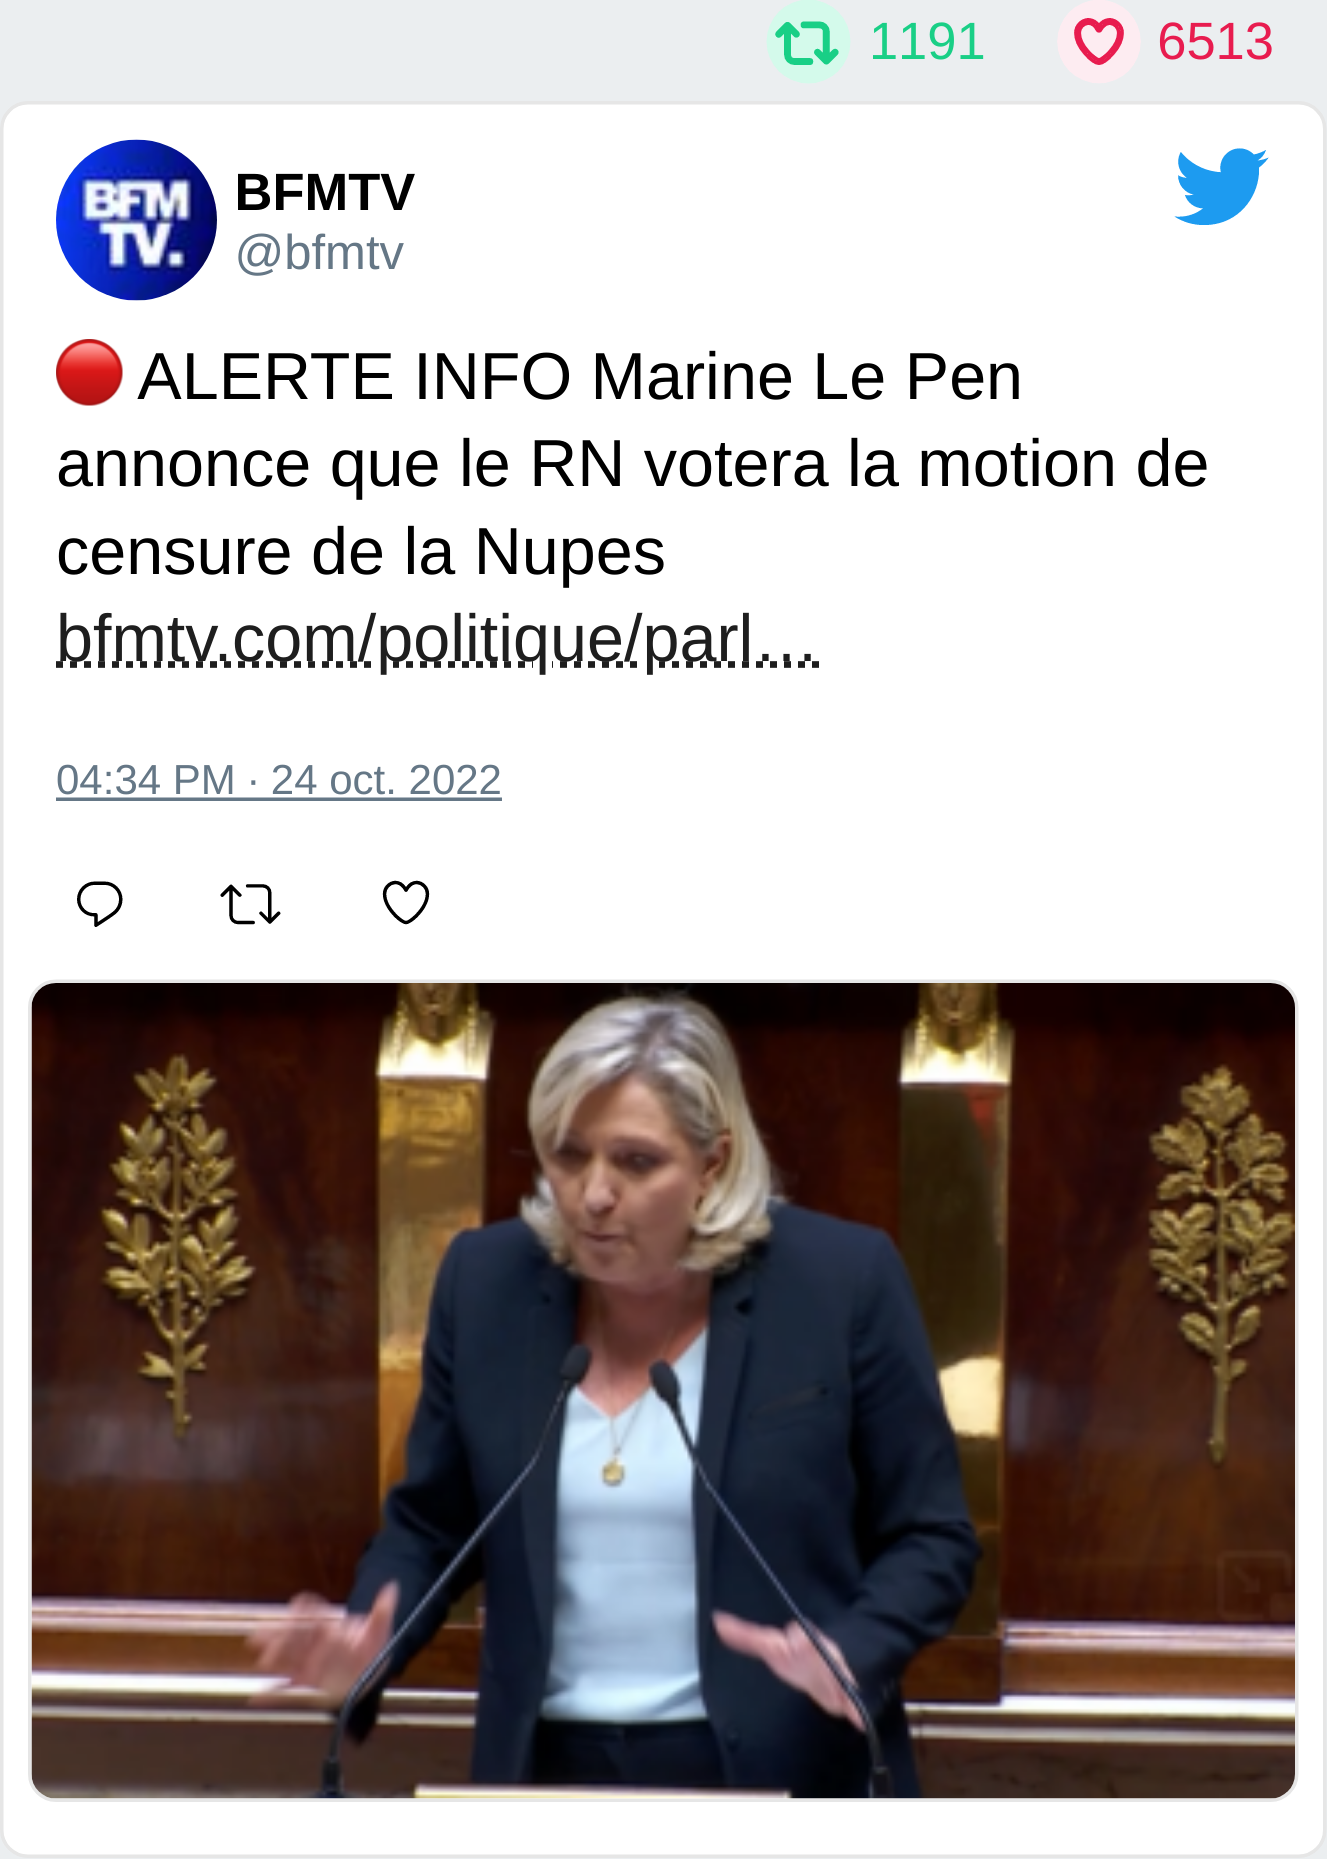 1191 6513
BFM
TV.
BFMTV
@bfmtv
🔴 ALERTE INFO Marine Le Pen
annonce que le RN votera la motion de
censure de la Nupes
bfmtv.com/politique/parl…
04:34 PM · 24 oct. 2022